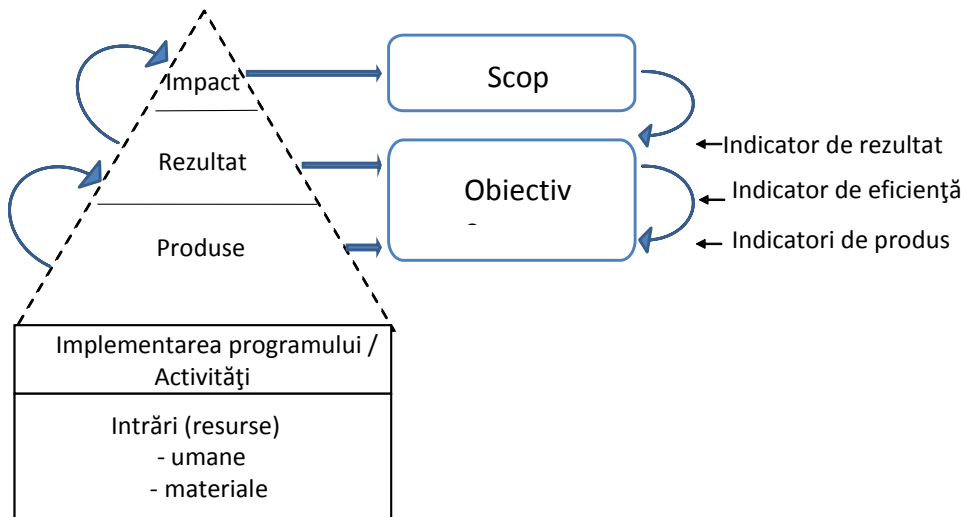 Impact
Scop
Rezultat
Indicator de rezultat
Obiectiv
Indicator de eficienţă
Produse
Indicatori de produs
Implementarea programului /
Activităţi
Intrări (resurse)
- umane
- materiale